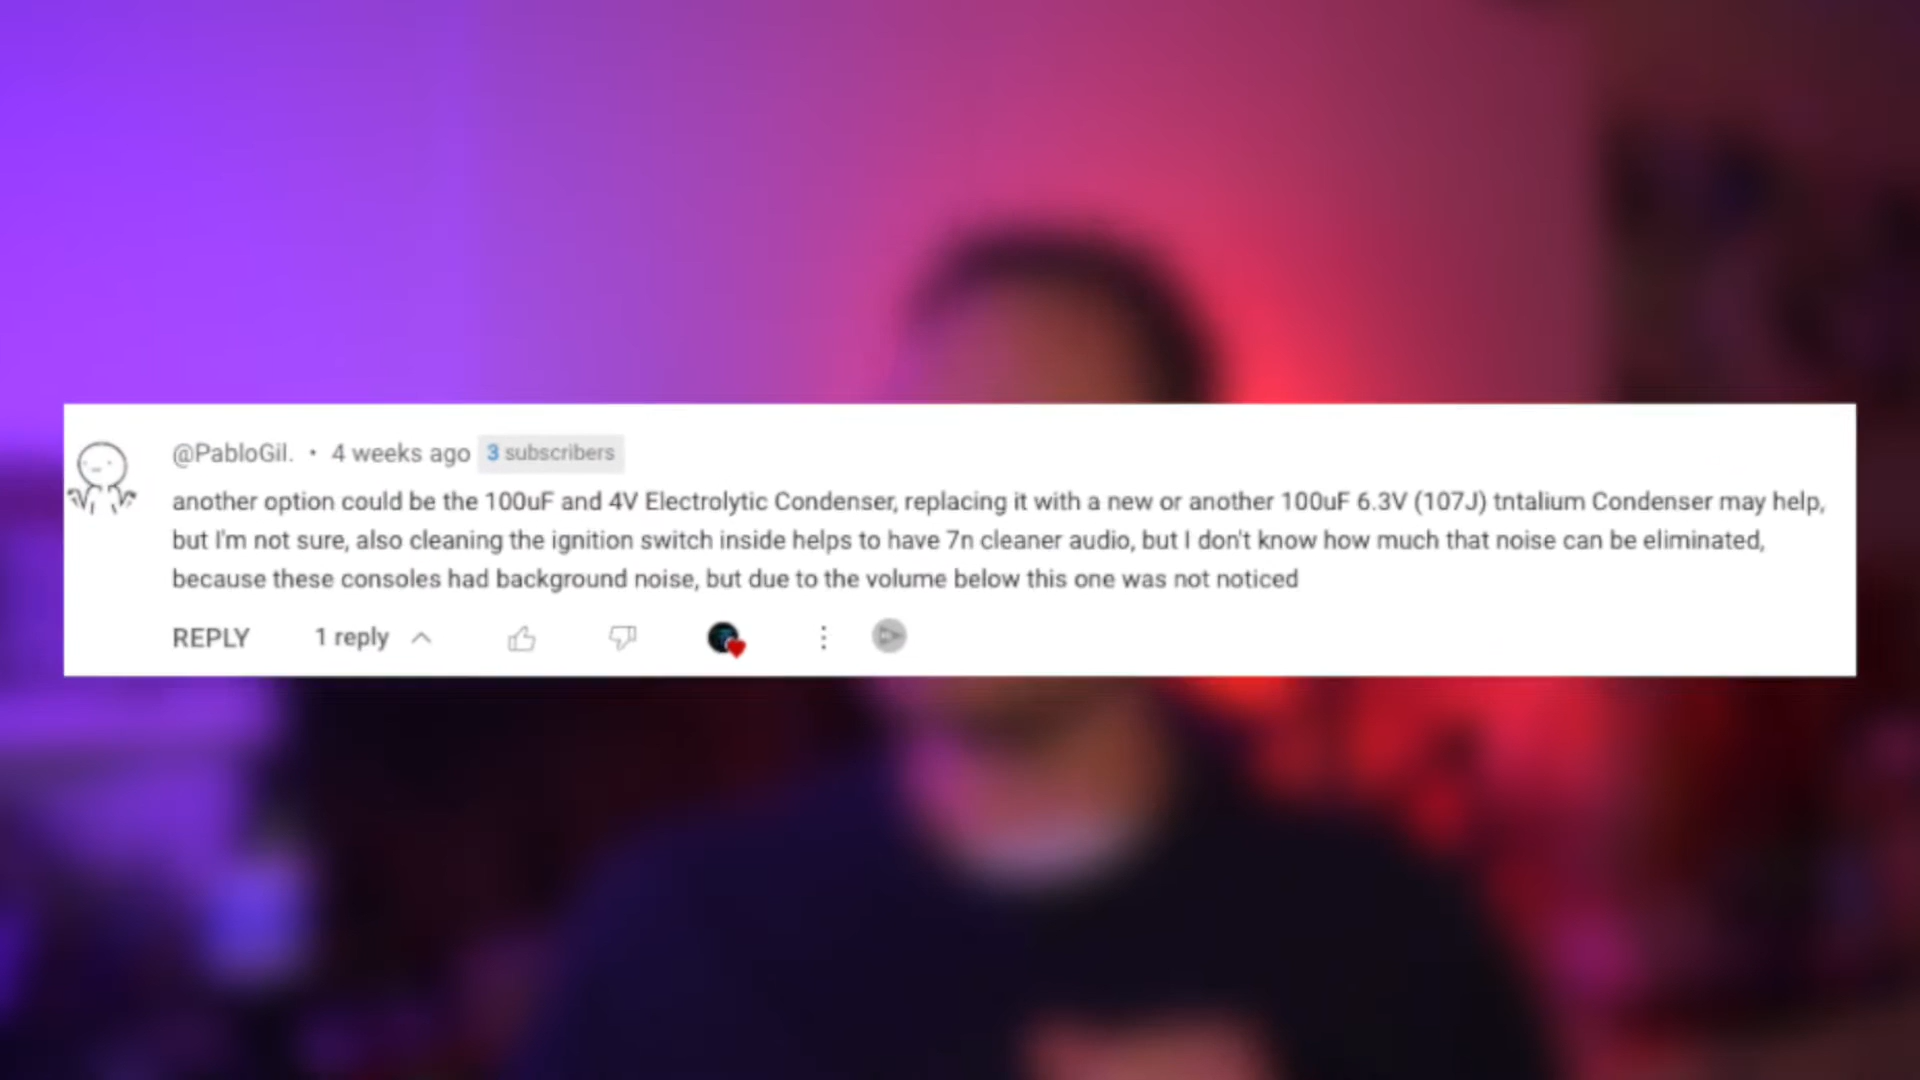 @PabloGil. • 4 weeks ago 3 subscribers
another option could be the 100uF and 4V Electrolytic Condenser, replacing it with a new or another 100uF 6.3V (107J) tntalium Condenser may help,
but I'm not sure, also cleaning the ignition switch inside helps to have 7n cleaner audio, but I don't know how much that noise can be eliminated,
because these consoles had background noise, but due to the volume below this one was not noticed
REPLY 1 reply